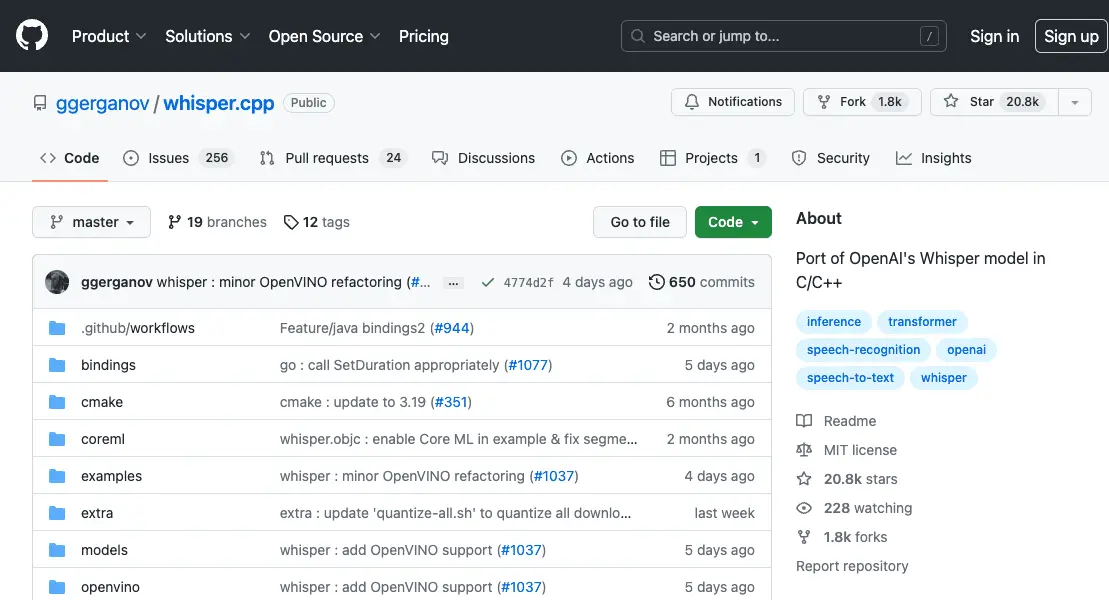 Product Solutions Open Source Pricing Search or jump to... / Sign in Sign up
ggerganov / whisper.cpp Public Notifications Fork 1.8k Star 20.8k
Code Issues 256 Pull requests 24 Discussions Actions Projects 1 Security Insights
master 19 branches 12 tags Go to file Code
ggerganov whisper : minor OpenVINO refactoring (#... ... 4774d2f 4 days ago 650 commits
.github/workflows Feature/java bindings2 (#944) 2 months ago
bindings go : call SetDuration appropriately (#1077) 5 days ago
cmake cmake : update to 3.19 (#351) 6 months ago
coreml whisper.objc : enable Core ML in example & fix segme... 2 months ago
examples whisper : minor OpenVINO refactoring (#1037) 4 days ago
extra extra : update 'quantize-all.sh' to quantize all downlo... last week
models whisper : add OpenVINO support (#1037) 5 days ago
openvino whisper : add OpenVINO support (#1037) 5 days ago
About
Port of OpenAI's Whisper model in
C/C++
inference transformer
speech-recognition openai
speech-to-text whisper
Readme
MIT license
20.8k stars
228 watching
1.8k forks
Report repository